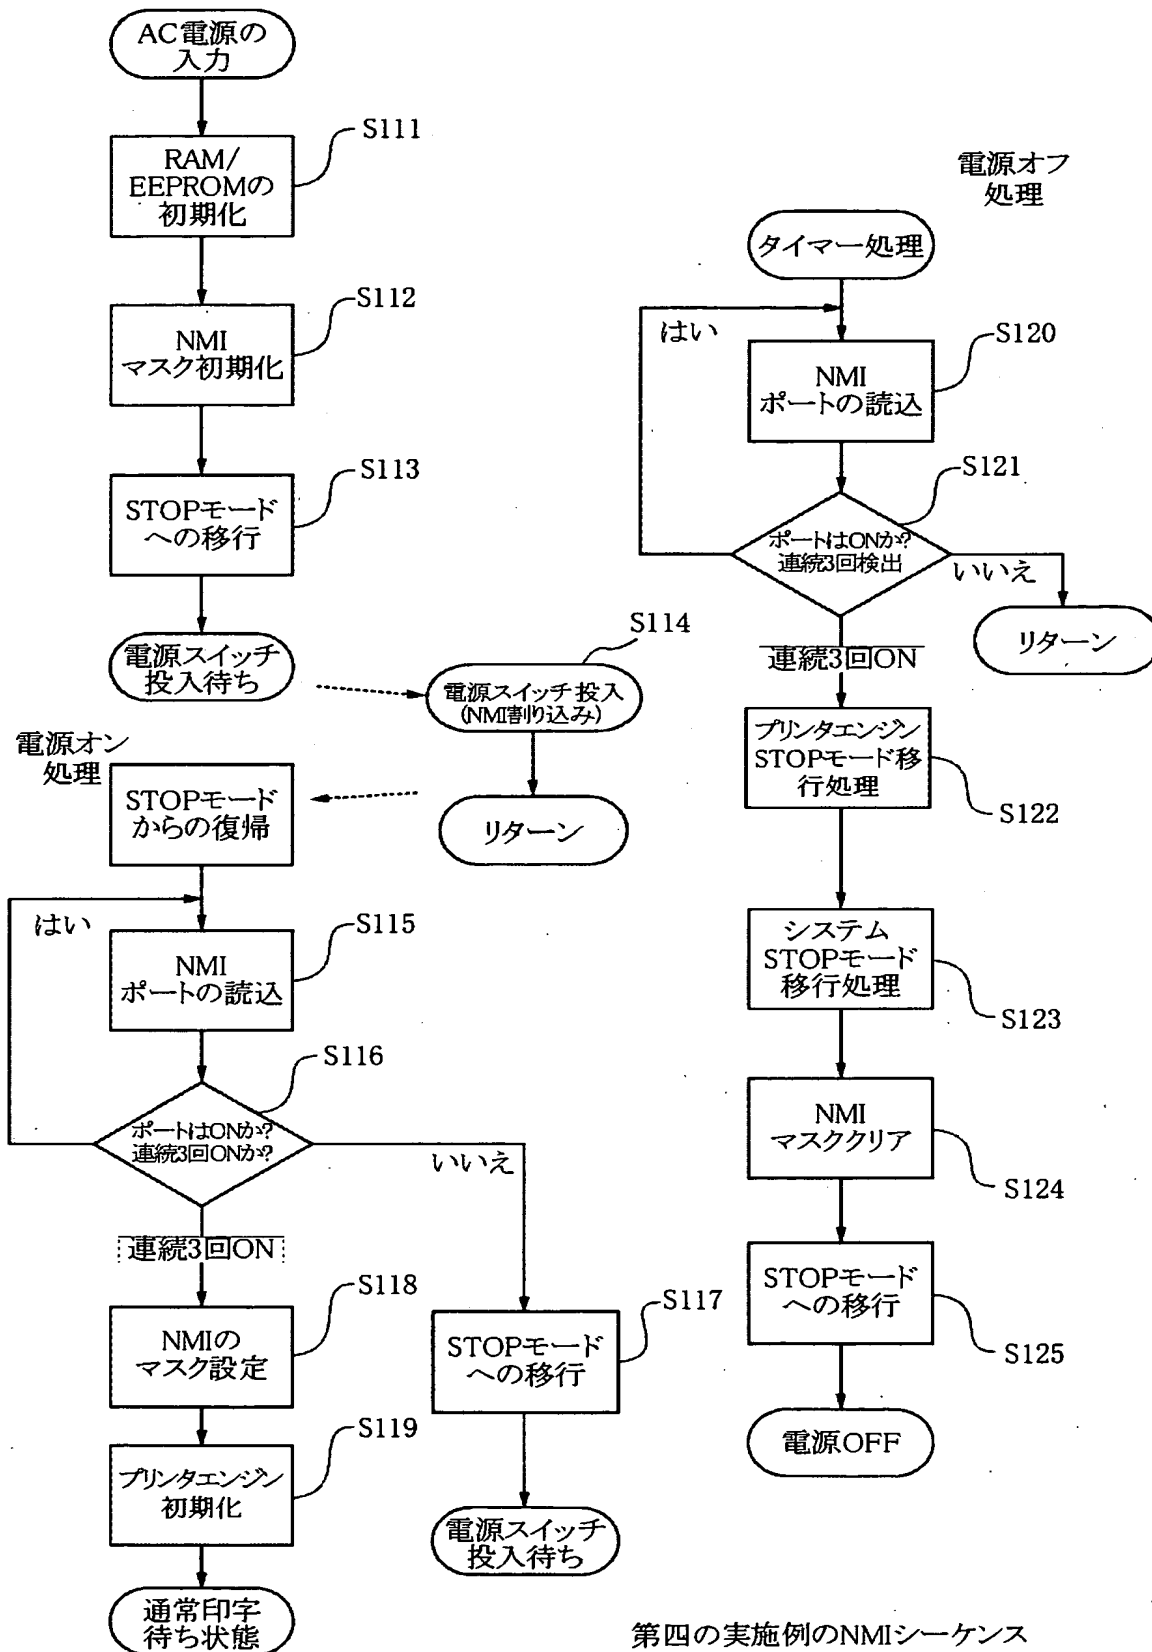 AC電源の
入力
S111
RAM/
EEPROMの
初期化
S112
NMI
マスク初期化
S113
STOPモード
への移行
電源スイッチ
投入待ち
S114
電源スイッチ投入
(NMI割り込み)
リターン
電源オン
処理
STOPモード
からの復帰
はい
S115
NMI
ポートの読込
S116
ポートはONか?
連続3回ONか?
いいえ
連続3回ON
S118
NMIの
マスク設定
S117
STOPモード
への移行
S119
プリンタエンジン
初期化
電源スイッチ
投入待ち
通常印字
待ち状態
電源オフ
処理
タイマー処理
はい
S120
NMI
ポートの読込
S121
ポートはONか?
連続3回検出
いいえ
リターン
連続3回ON
プリンタエンジン
STOPモード移
行処理
S122
システム
STOPモード
移行処理
S123
NMI
マスククリア
S124
STOPモード
への移行
S125
電源OFF
第四の実施例のNMIシーケンス